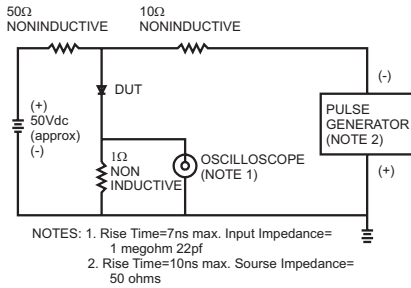 50Ω
NONINDUCTIVE
10Ω
NONINDUCTIVE
(+)
50Vdc
(approx)
(-)
DUT
1Ω
NON
INDUCTIVE
OSCILLOSCOPE
(NOTE 1)
(-)
PULSE
GENERATOR
(NOTE 2)
(+)
NOTES: 1. Rise Time=7ns max. Input Impedance=
1 megohm 22pf
2. Rise Time=10ns max. Sourse Impedance=
50 ohms